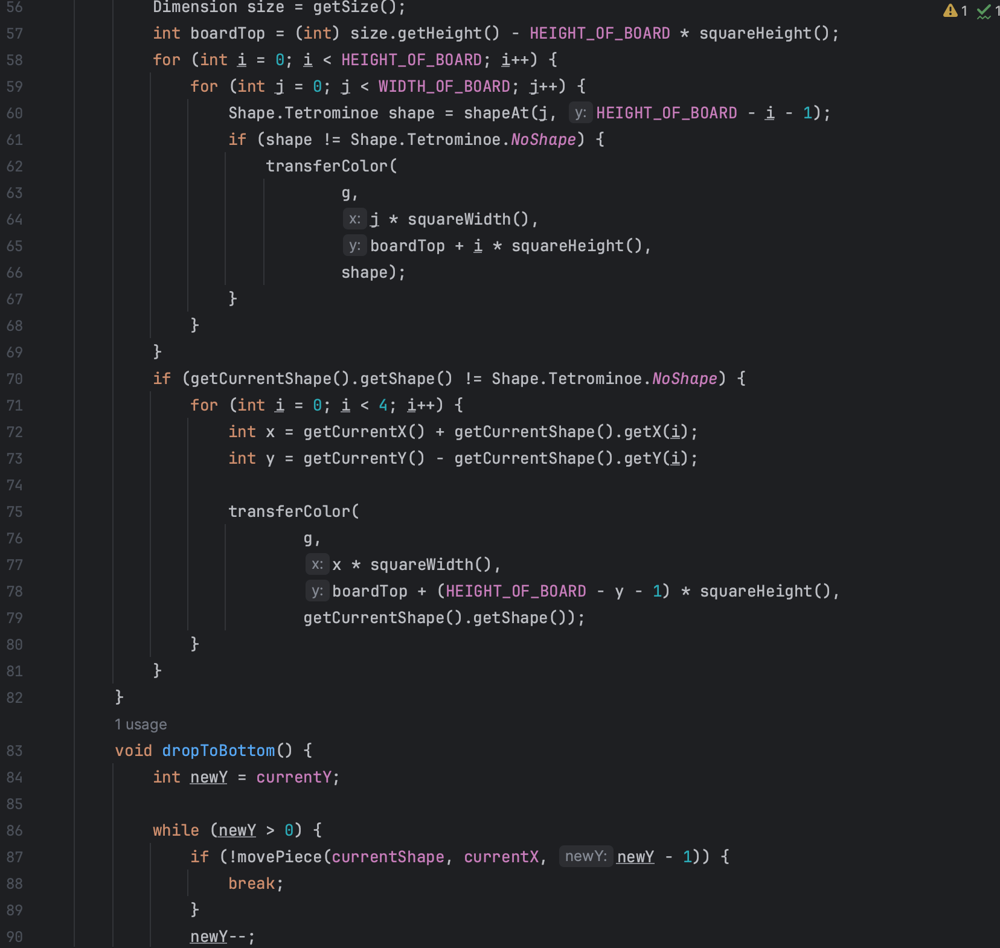 56 Dimension size = getSize(); 1 1
57 int boardTop = (int) size.getHeight() - HEIGHT_OF_BOARD * squareHeight();
58 for (int i = 0; i < HEIGHT_OF_BOARD; i++) {
59 for (int j = 0; j < WIDTH_OF_BOARD; j++) {
60 Shape.Tetrominoe shape = shapeAt(j, y: HEIGHT_OF_BOARD - i - 1);
61 if (shape != Shape.Tetrominoe.NoShape) {
62 transferColor(
63 g,
64 x: j * squareWidth(),
65 y: boardTop + i * squareHeight(),
66 shape);
67 }
68 }
69 }
70 if (getCurrentShape().getShape() != Shape.Tetrominoe.NoShape) {
71 for (int i = 0; i < 4; i++) {
72 int x = getCurrentX() + getCurrentShape().getX(i);
73 int y = getCurrentY() - getCurrentShape().getY(i);
74
75 transferColor(
76 g,
77 x: x * squareWidth(),
78 y: boardTop + (HEIGHT_OF_BOARD - y - 1) * squareHeight(),
79 getCurrentShape().getShape());
80 }
81 }
82 }
1 usage
83 void dropToBottom() {
84 int newY = currentY;
85
86 while (newY > 0) {
87 if (!movePiece(currentShape, currentX, newY: newY - 1)) {
88 break;
89 }
90 newY--;